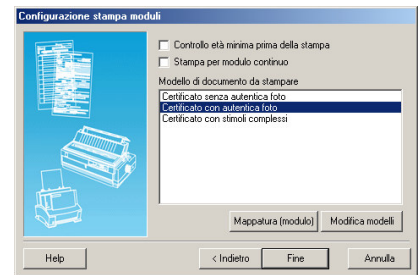 Configurazione stampa moduli
Controllo età minima prima della stampa
Stampa per modulo continuo
Modello di documento da stampare
Certificato senza autentica foto
Certificato con autentica foto
Certificato con stimoli complessi
Mappatura (modulo) Modifica modelli
Help < Indietro Fine Annulla